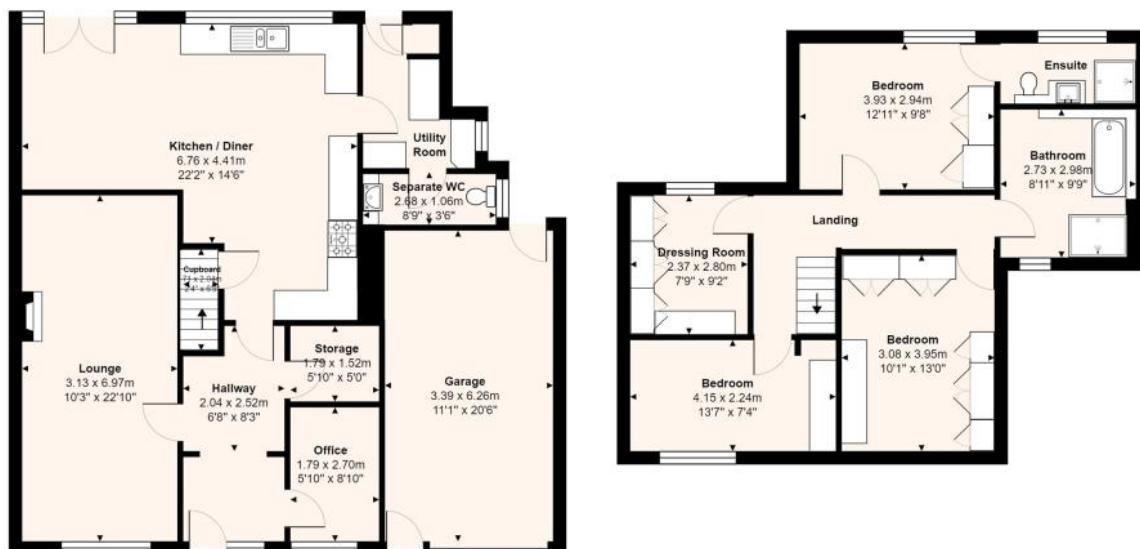 Kitchen / Diner
6.76 x 4.41m
22'2" x 14'6"
Utility
Room
Separate WC
2.68 x 1.06m
8'9" x 3'6"
Cupboard
Lounge
3.13 x 6.97m
10'3" x 22'10"
Hallway
2.04 x 2.52m
6'8" x 8'3"
Storage
1.79 x 1.52m
5'10" x 5'0"
Office
1.79 x 2.70m
5'10" x 8'10"
Garage
3.39 x 6.26m
11'1" x 20'6"
Bedroom
3.93 x 2.94m
12'11" x 9'8"
Ensuite
Bathroom
2.73 x 2.98m
8'11" x 9'9"
Landing
Dressing Room
2.37 x 2.80m
7'9" x 9'2"
Bedroom
3.08 x 3.95m
10'1" x 13'0"
Bedroom
4.15 x 2.24m
13'7" x 7'4"